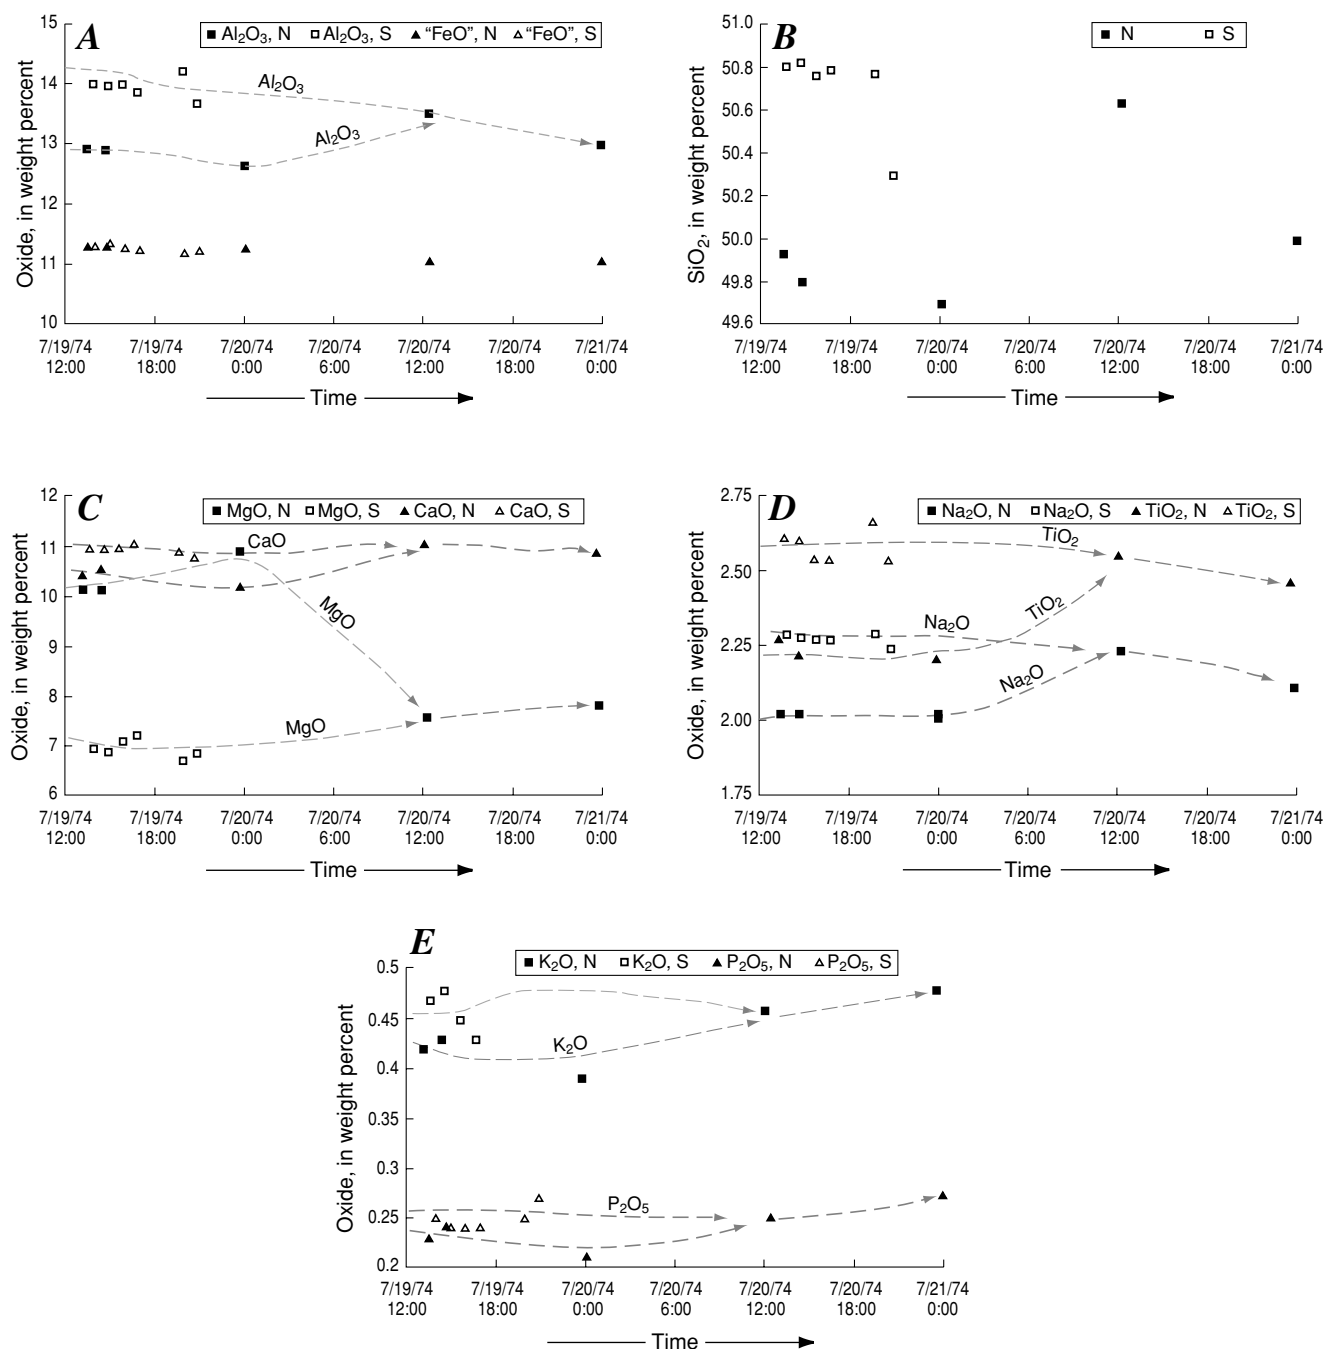 A
Al2O3, N Al2O3, S “FeO”, N “FeO”, S
Oxide, in weight percent
15
14
13
12
11
10
Al2O3
Al2O3
7/19/74 7/19/74 7/20/74 7/20/74 7/20/74 7/20/74 7/21/74
12:00 18:00 0:00 6:00 12:00 18:00 0:00
Time
B
N S
SiO2, in weight percent
51.0
50.8
50.6
50.4
50.2
50.0
49.8
49.6
7/19/74 7/19/74 7/20/74 7/20/74 7/20/74 7/20/74 7/21/74
12:00 18:00 0:00 6:00 12:00 18:00 0:00
Time
C
MgO, N MgO, S CaO, N CaO, S
Oxide, in weight percent
12
11
10
9
8
7
6
CaO
MgO
MgO
7/19/74 7/19/74 7/20/74 7/20/74 7/20/74 7/20/74 7/21/74
12:00 18:00 0:00 6:00 12:00 18:00 0:00
Time
D
Na2O, N Na2O, S TiO2, N TiO2, S
Oxide, in weight percent
2.75
2.50
2.25
2.00
1.75
TiO2
TiO2
Na2O
Na2O
7/19/74 7/19/74 7/20/74 7/20/74 7/20/74 7/20/74 7/21/74
12:00 18:00 0:00 6:00 12:00 18:00 0:00
Time
E
K2O, N K2O, S P2O5, N P2O5, S
Oxide, in weight percent
0.5
0.45
0.4
0.35
0.3
0.25
0.2
K2O
P2O5
7/19/74 7/19/74 7/20/74 7/20/74 7/20/74 7/20/74 7/21/74
12:00 18:00 0:00 6:00 12:00 18:00 0:00
Time